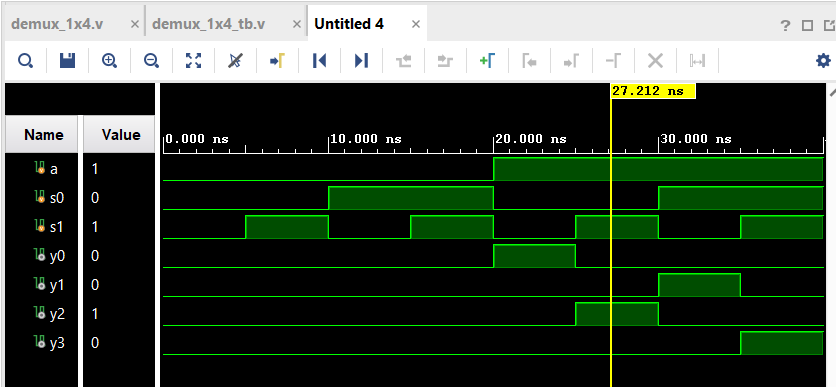 demux_1x4.v × demux_1x4_tb.v × Untitled 4 × ?
27.212 ns
Name Value 0.000 ns 10.000 ns 20.000 ns 30.000 ns
a 1
s0 0
s1 1
y0 0
y1 0
y2 1
y3 0